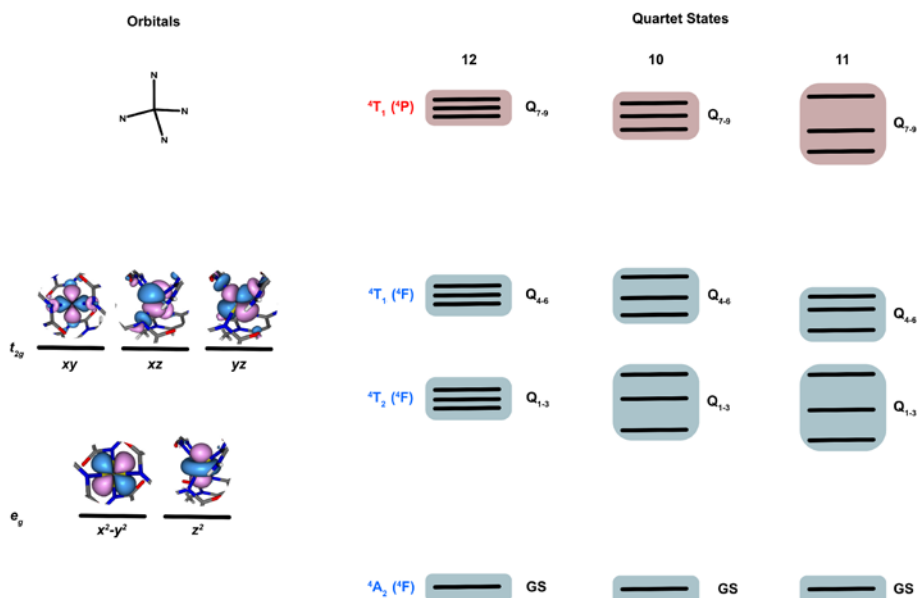 Orbitals
Quartet States
12
10
11
N
N
N
N
⁴T₁ (⁴P)
Q₇₋₉
Q₇₋₉
Q₇₋₉
⁴T₁ (⁴F)
Q₄₋₆
Q₄₋₆
Q₄₋₆
t₂g
xy
xz
yz
⁴T₂ (⁴F)
Q₁₋₃
Q₁₋₃
Q₁₋₃
eg
x²-y²
z²
⁴A₂ (⁴F)
GS
GS
GS